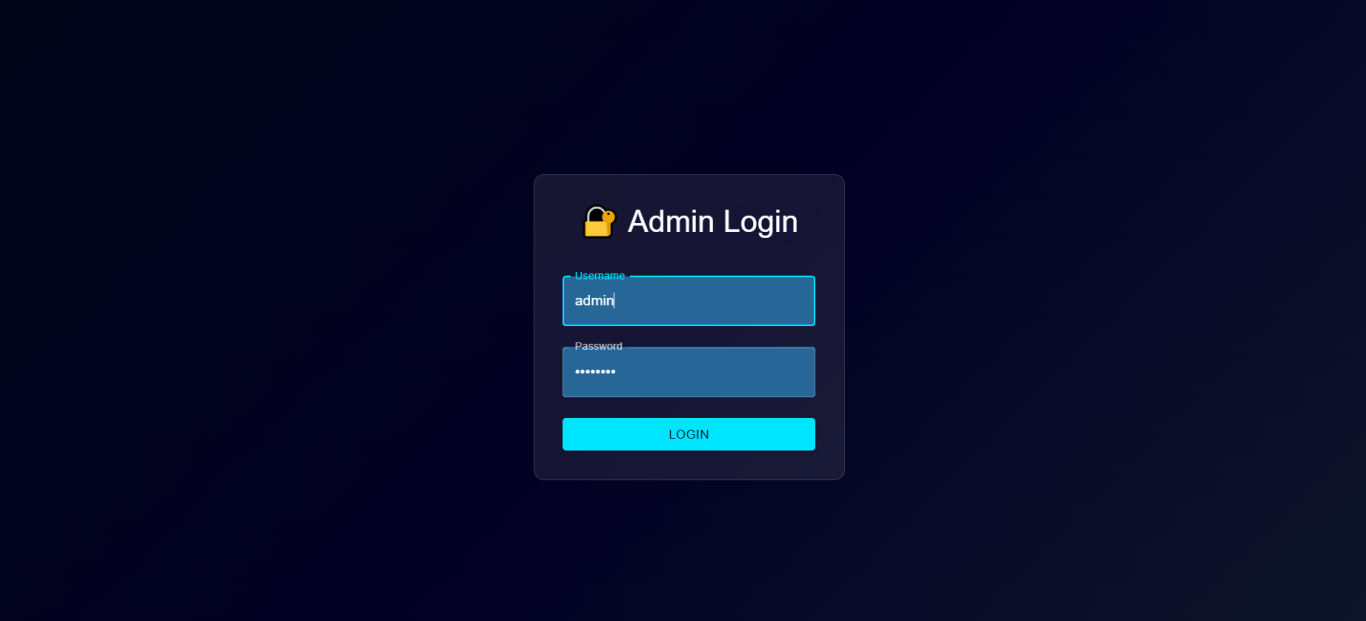 Admin Login
Username
admin
Password
••••••••
LOGIN